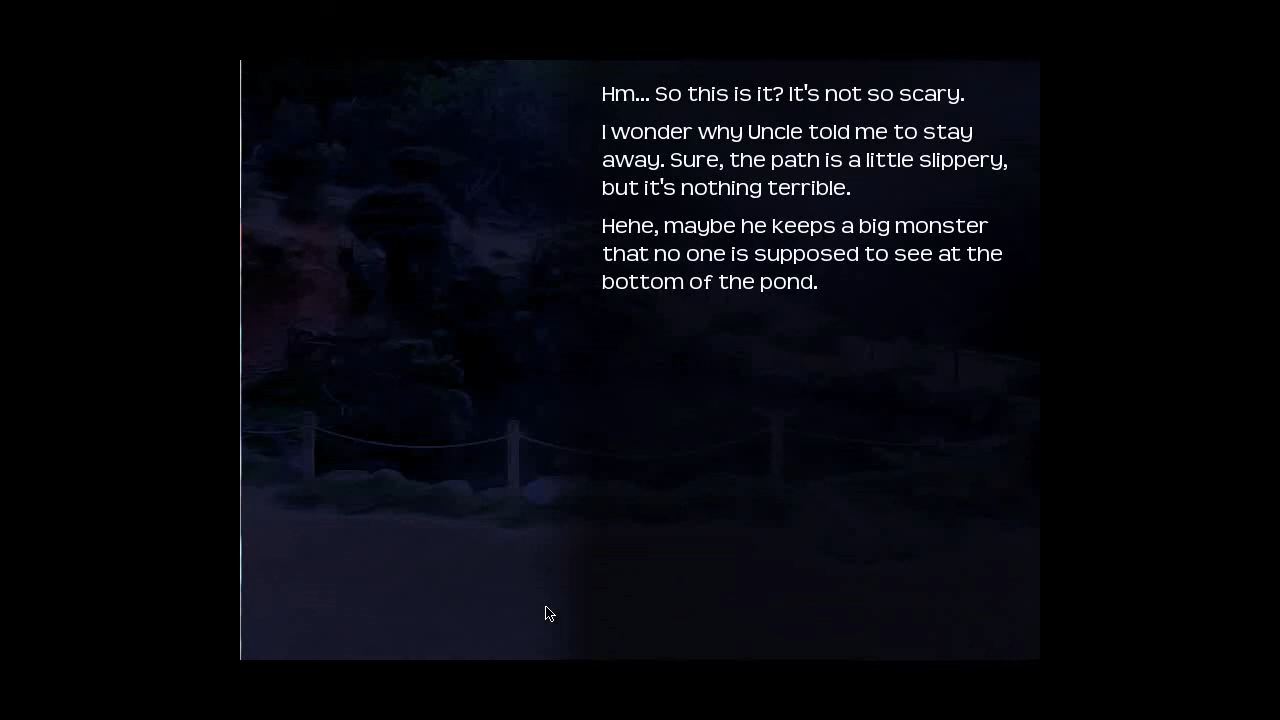 Hm... So this is it? It's not so scary.
I wonder why Uncle told me to stay
away. Sure, the path is a little slippery,
but it's nothing terrible.
Hehe, maybe he keeps a big monster
that no one is supposed to see at the
bottom of the pond.